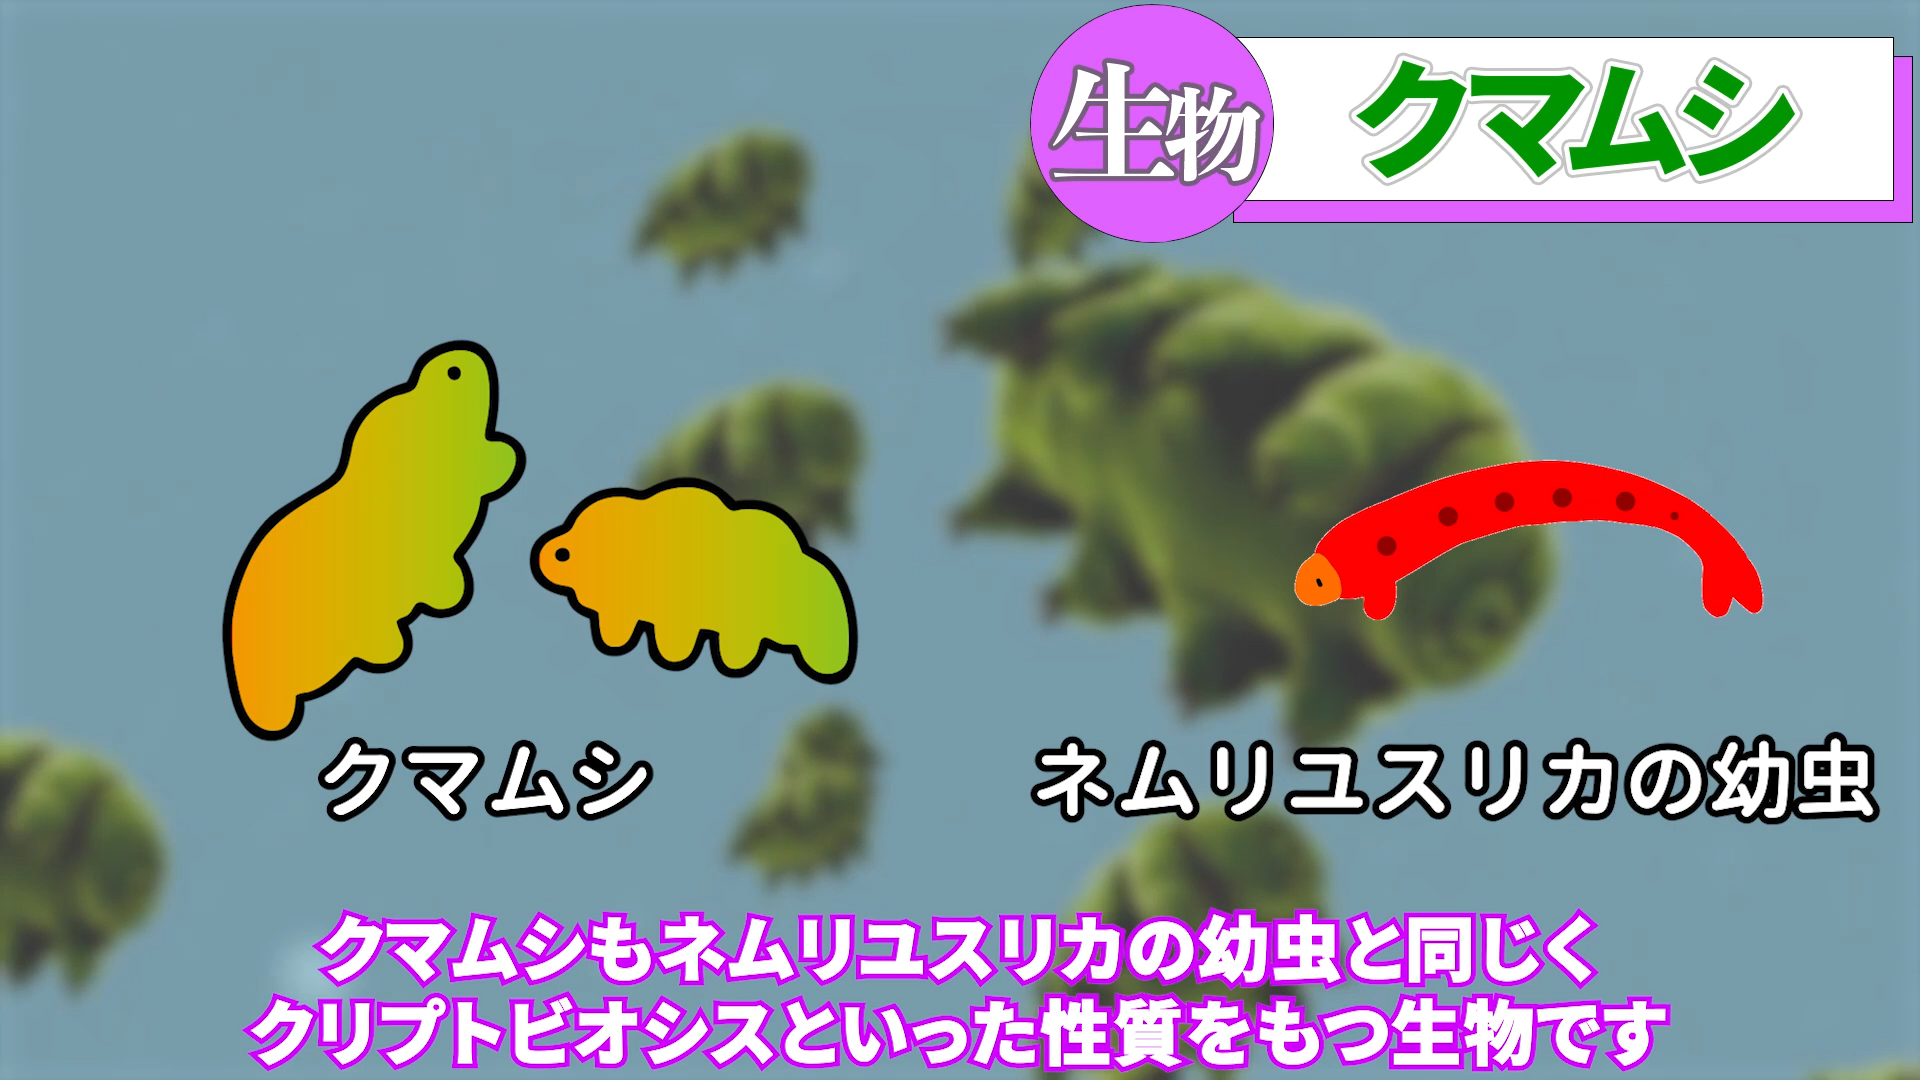 生物
クマムシ
クマムシ
ネムリユスリカの幼虫
クマムシもネムリユスリカの幼虫と同じく
クリプトビオシスといった性質をもつ生物です